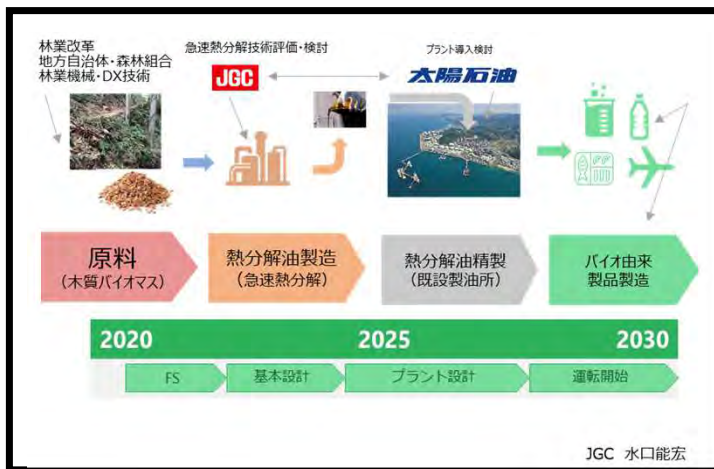 林業改革
地方自治体・森林組合
林業機械・DX技術
急速熱分解技術評価・検討
JGC
プラント導入検討
太陽石油
原料
(木質バイオマス)
熱分解油製造
(急速熱分解)
熱分解油精製
(既設製油所)
バイオ由来
製品製造
2020
2025
2030
FS
基本設計
プラント設計
運転開始
JGC 水口能宏